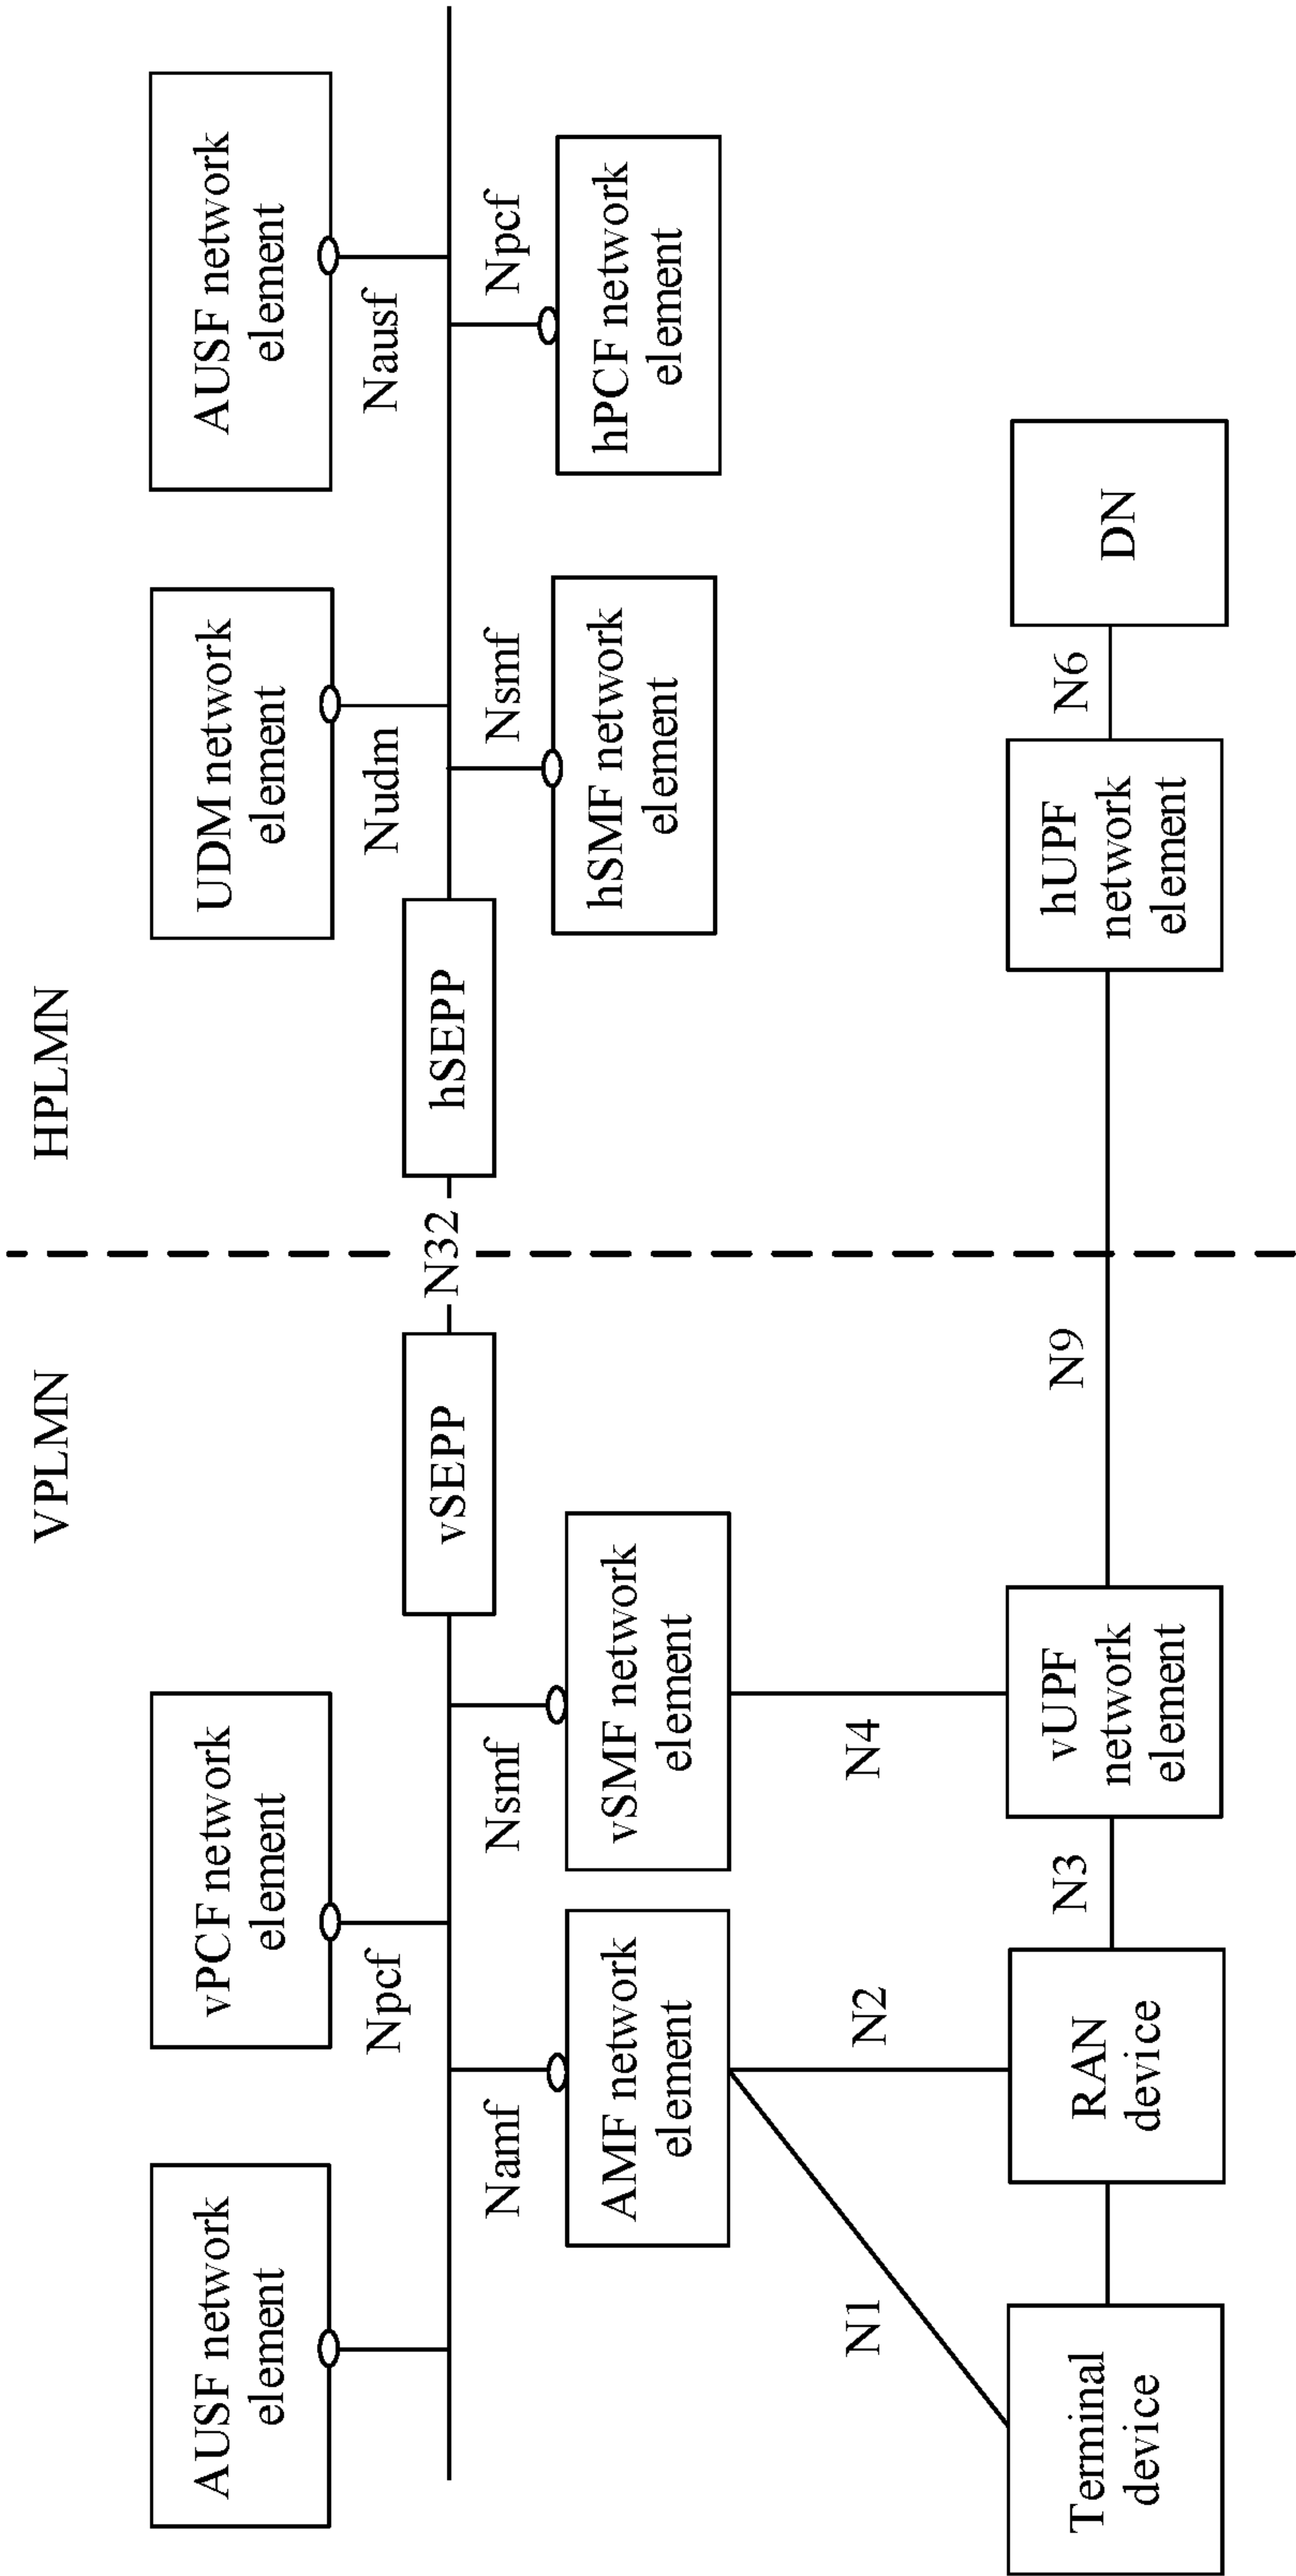 VPLMN
HPLMN
AUSF network
element
vPCF network
element
UDM network
element
AUSF network
element
Npcf
Nudm
Nausf
vSEPP
N32
hSEPP
Namf
Nsmf
Nsmf
Npcf
AMF network
element
vSMF network
element
hSMF network
element
hPCF network
element
N1
N2
N4
N3
N9
N6
Terminal
device
RAN
device
vUPF
network
element
hUPF
network
element
DN